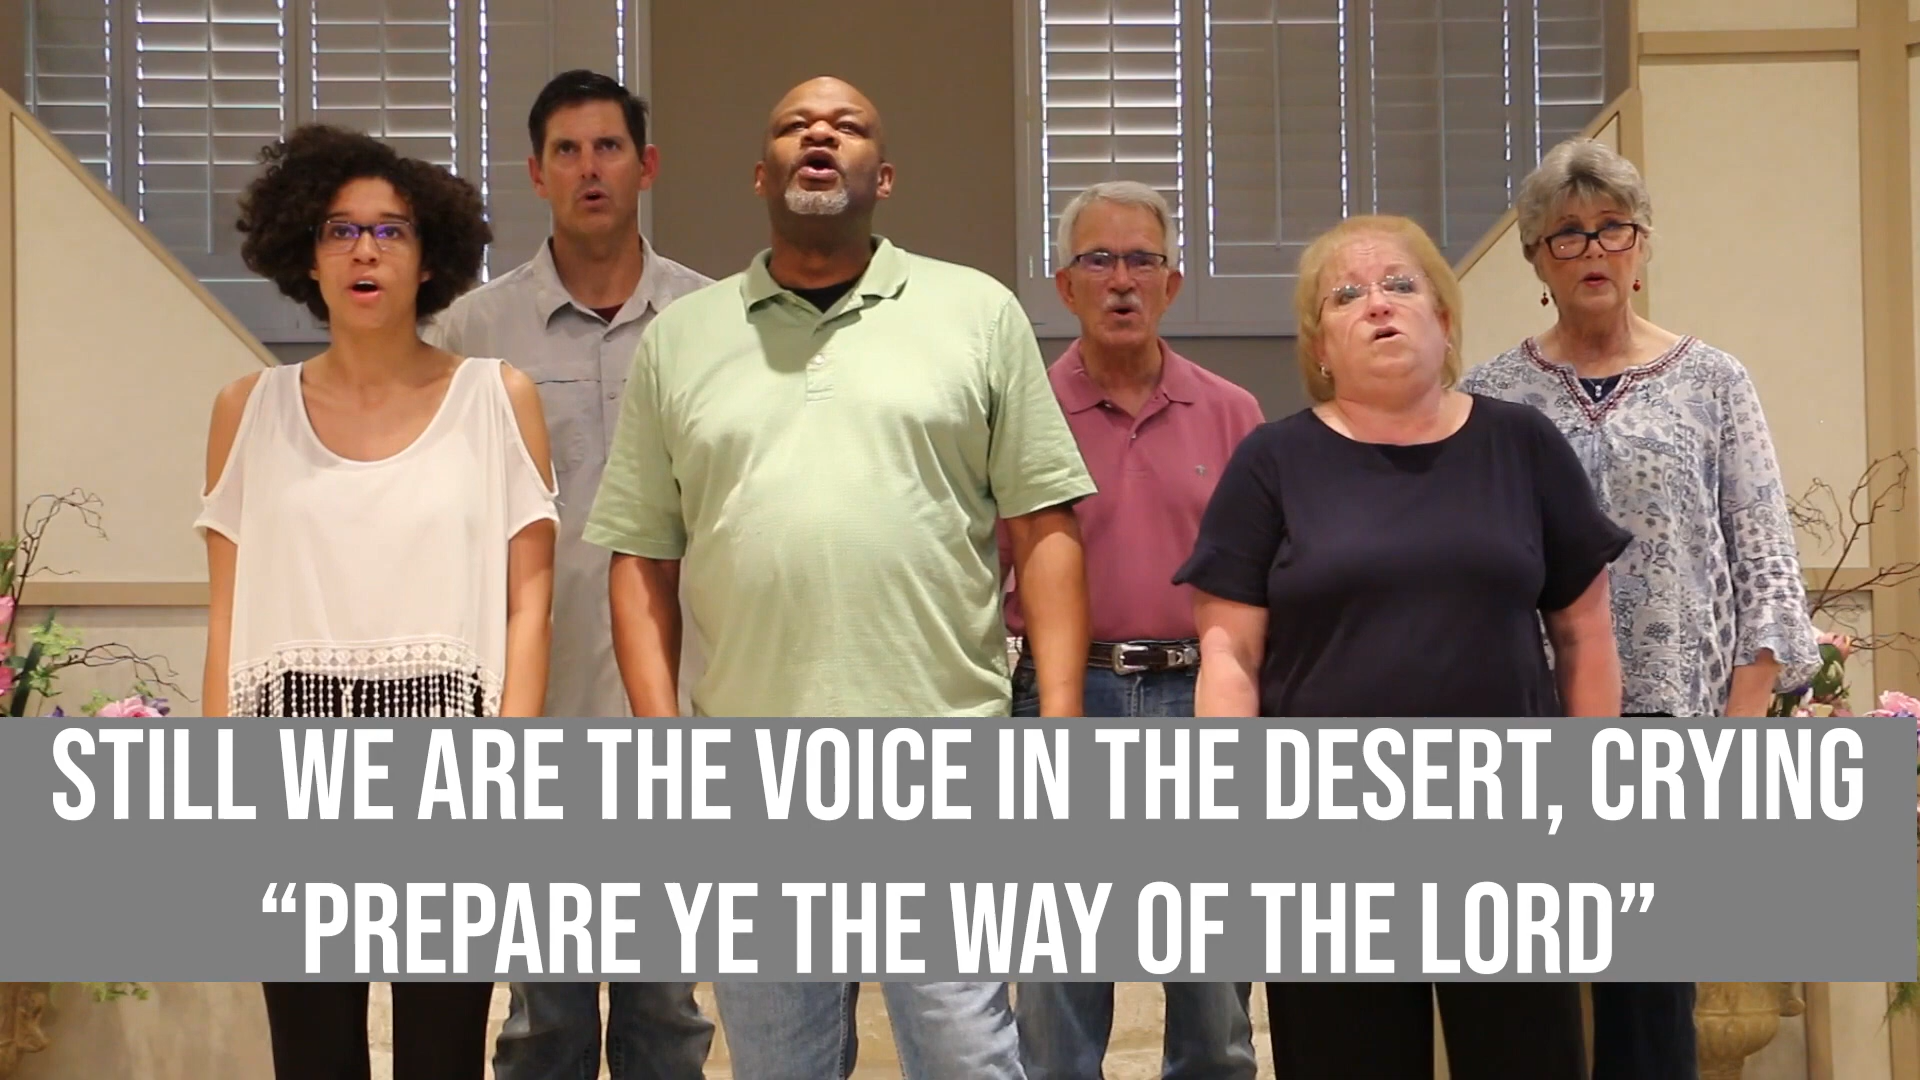 STILL WE ARE THE VOICE IN THE DESERT, CRYING
“PREPARE YE THE WAY OF THE LORD”